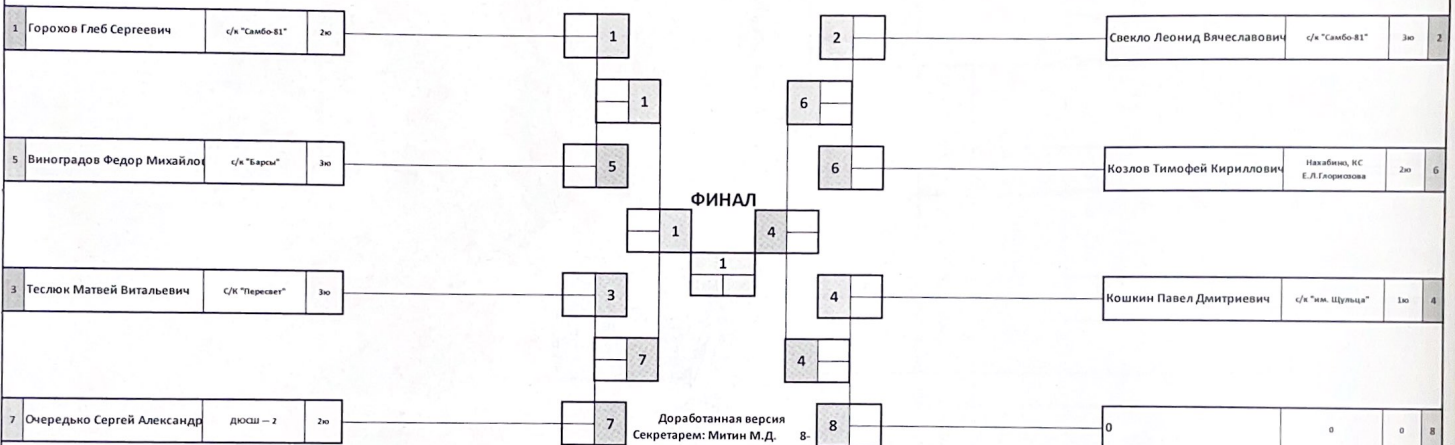 1 Горохов Глеб Сергеевич с/к "Самбо-81" 2ю 1 2 Свекло Леонид Вячеславович с/к "Самбо-81" 3ю 2
1 6
5 Виноградов Федор Михайло с/к "Барсы" 3ю 5 6 Козлов Тимофей Кириллович Нахабино, КС Е.Л.Глориозова 2ю 6
ФИНАЛ
1 4
1
3 Теслюк Матвей Витальевич С/К "Пересвет" 3ю 3 4 Кошкин Павел Дмитриевич с/к "им. Щульца" 1ю 4
7 4
7 Очередько Сергей Александр ДЮСШ — 2 2ю 7 8 0 0 0 8
Доработанная версия
Секретарем: Митин М.Д. 8-